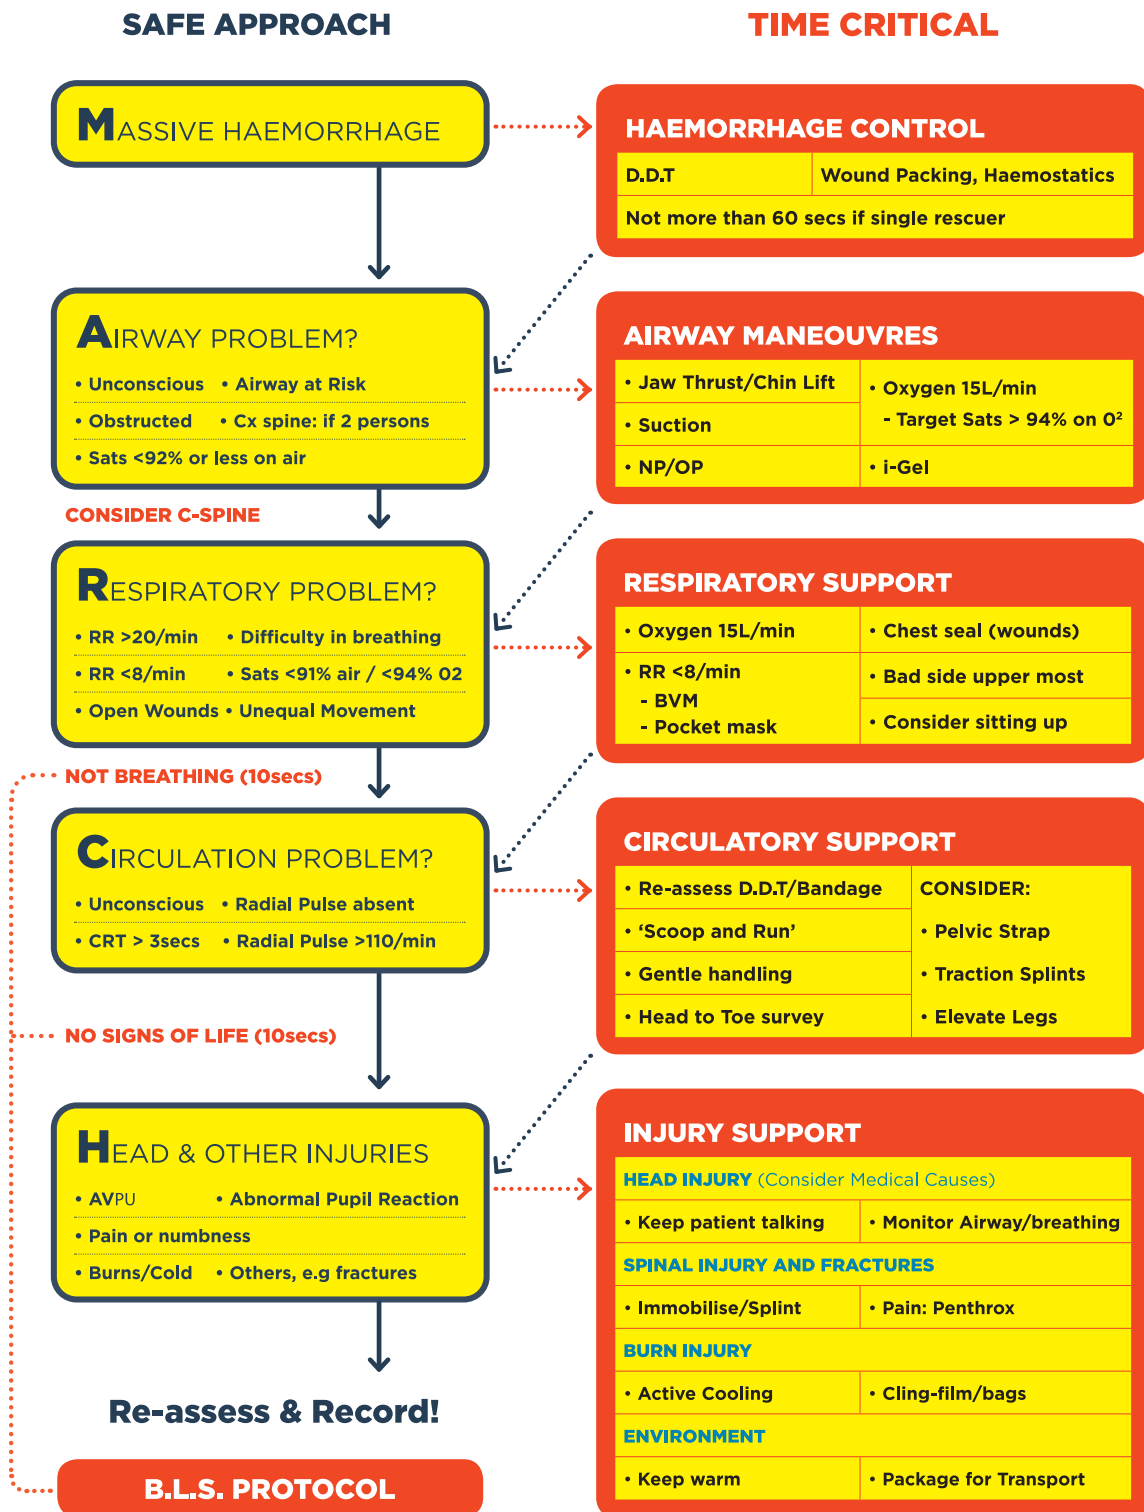 SAFE APPROACH
TIME CRITICAL
MASSIVE HAEMORRHAGE
HAEMORRHAGE CONTROL
D.D.T
Wound Packing, Haemostatics
Not more than 60 secs if single rescuer
AIRWAY PROBLEM?
• Unconscious • Airway at Risk
• Obstructed • Cx spine: if 2 persons
• Sats <92% or less on air
CONSIDER C-SPINE
AIRWAY MANEOUVRES
• Jaw Thrust/Chin Lift
• Suction
• NP/OP
• Oxygen 15L/min
- Target Sats > 94% on 0²
• i-Gel
RESPIRATORY PROBLEM?
• RR >20/min • Difficulty in breathing
• RR <8/min • Sats <91% air / <94% 02
• Open Wounds • Unequal Movement
NOT BREATHING (10secs)
RESPIRATORY SUPPORT
• Oxygen 15L/min
• RR <8/min
- BVM
- Pocket mask
• Chest seal (wounds)
• Bad side upper most
• Consider sitting up
CIRCULATION PROBLEM?
• Unconscious • Radial Pulse absent
• CRT > 3secs • Radial Pulse >110/min
NO SIGNS OF LIFE (10secs)
CIRCULATORY SUPPORT
• Re-assess D.D.T/Bandage
• ‘Scoop and Run’
• Gentle handling
• Head to Toe survey
CONSIDER:
• Pelvic Strap
• Traction Splints
• Elevate Legs
HEAD & OTHER INJURIES
• AVPU • Abnormal Pupil Reaction
• Pain or numbness
• Burns/Cold • Others, e.g fractures
INJURY SUPPORT
HEAD INJURY (Consider Medical Causes)
• Keep patient talking • Monitor Airway/breathing
SPINAL INJURY AND FRACTURES
• Immobilise/Splint • Pain: Penthrox
BURN INJURY
• Active Cooling • Cling-film/bags
ENVIRONMENT
• Keep warm • Package for Transport
Re-assess & Record!
B.L.S. PROTOCOL